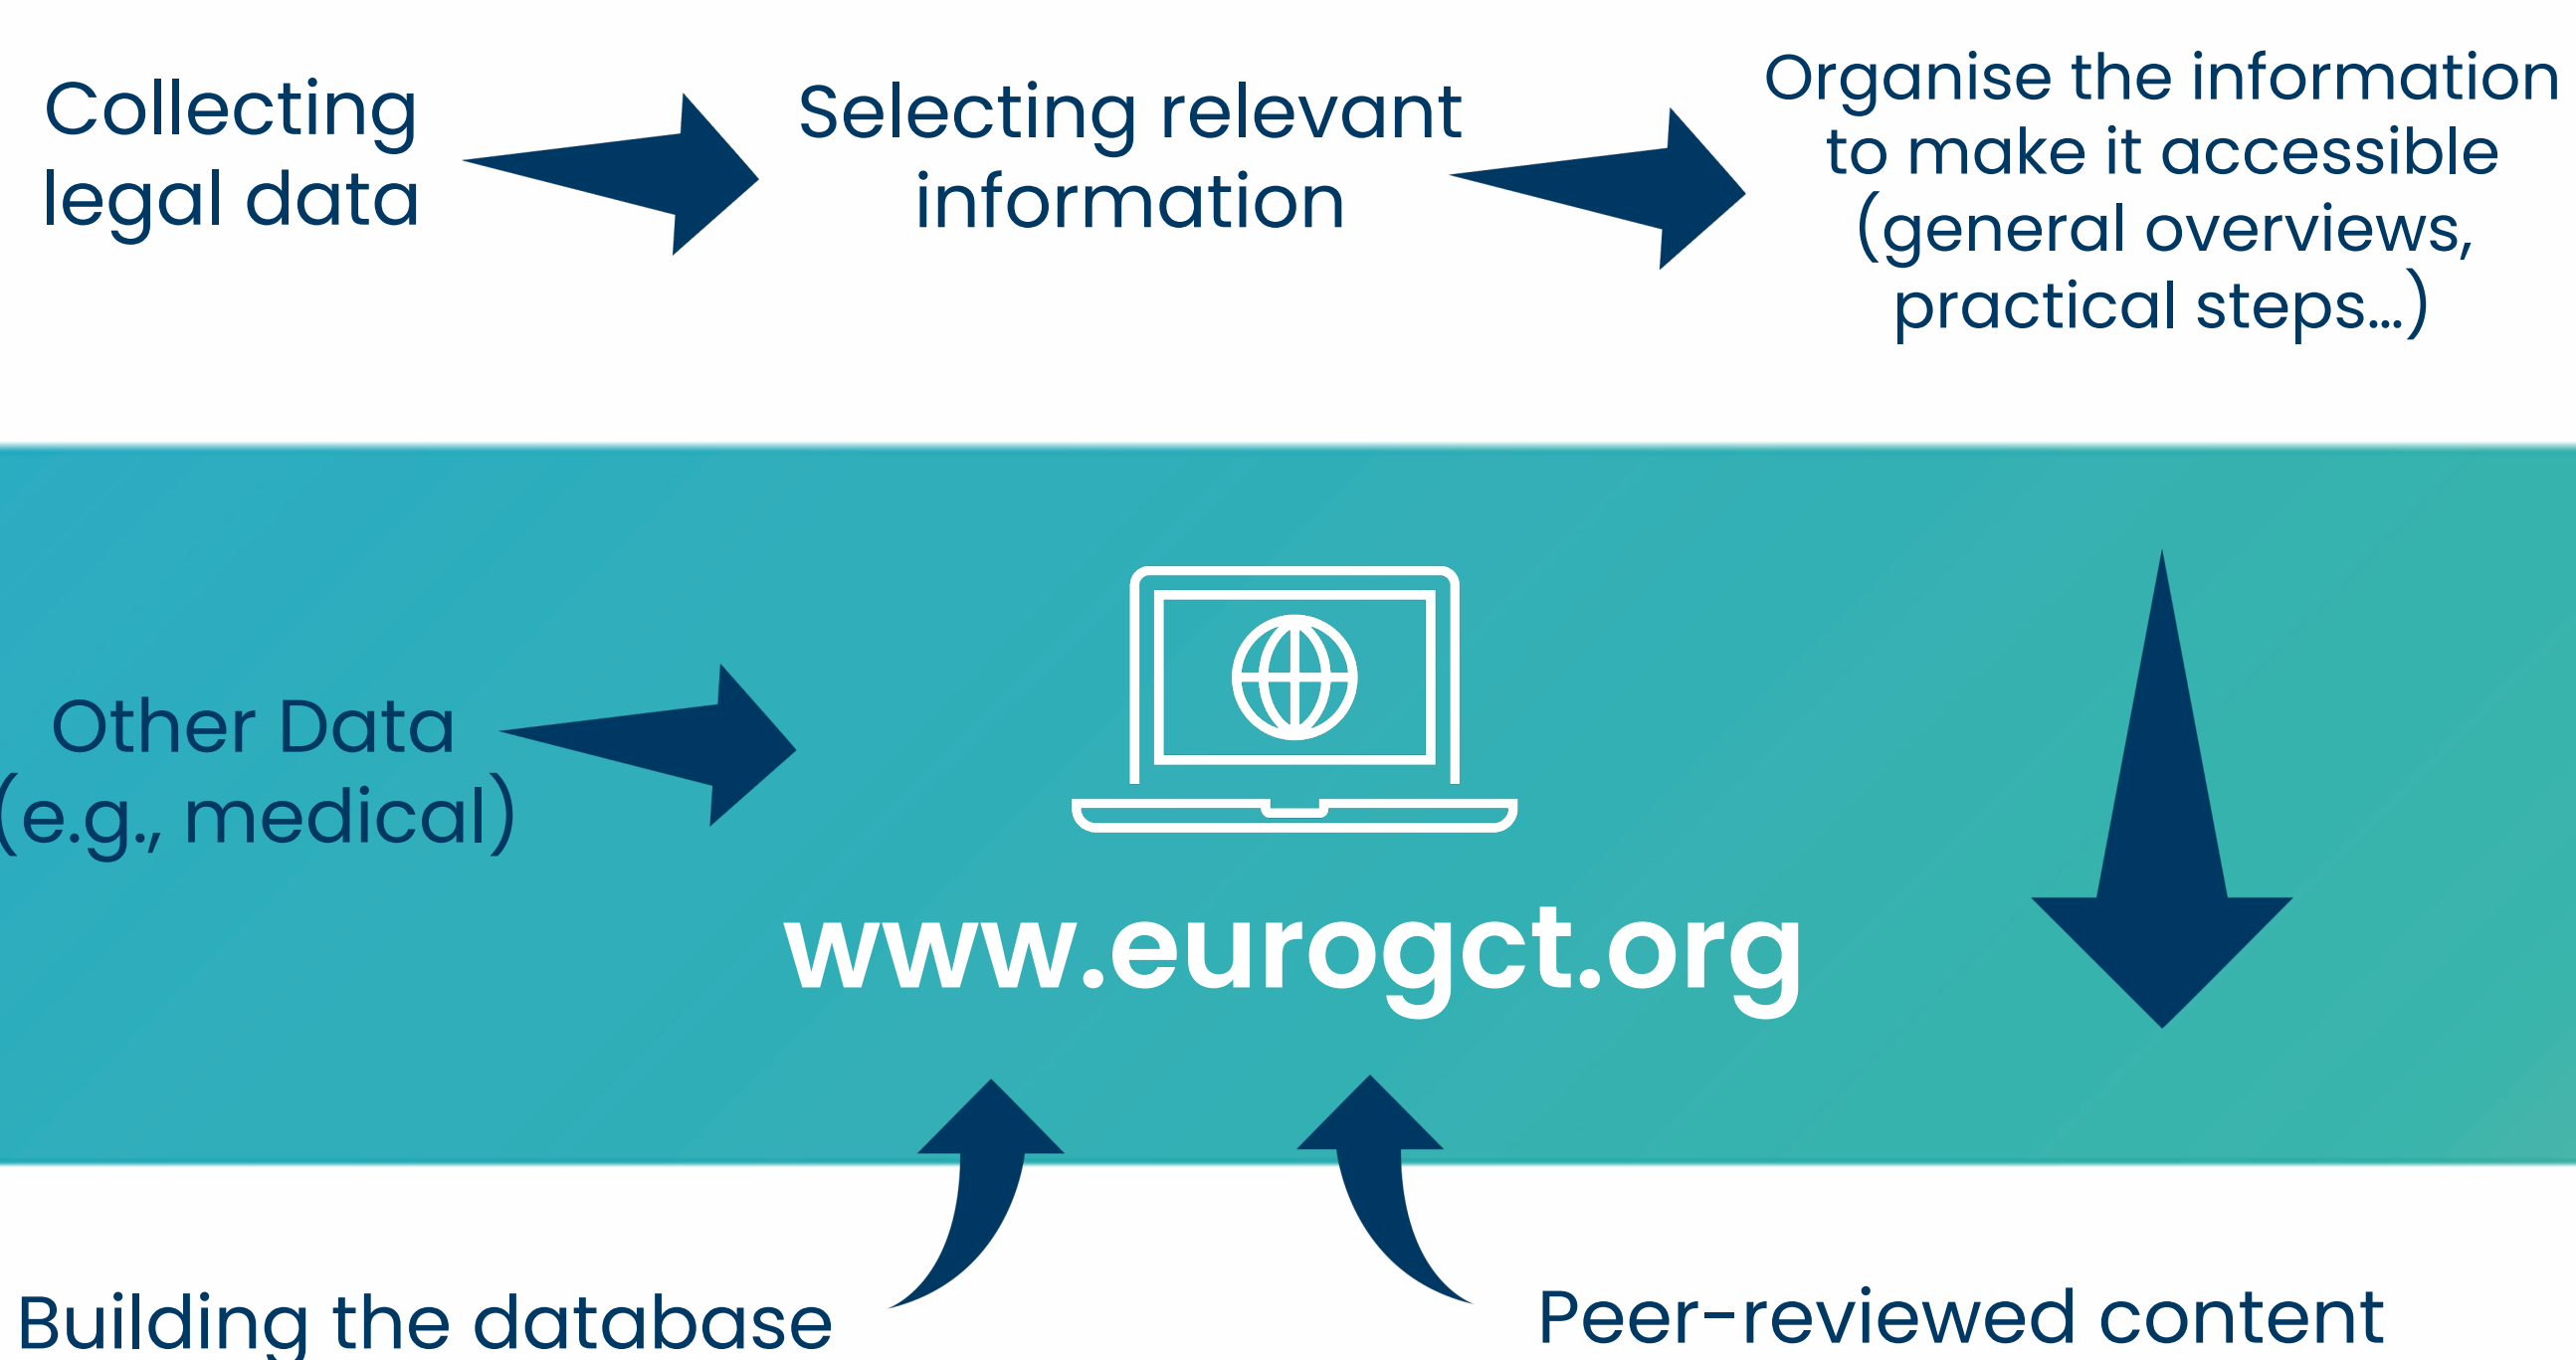 Collecting
legal data
Selecting relevant
information
Organise the information
to make it accessible
(general overviews,
practical steps...)
Other Data
(e.g., medical)
www.eurogct.org
Building the database
Peer-reviewed content